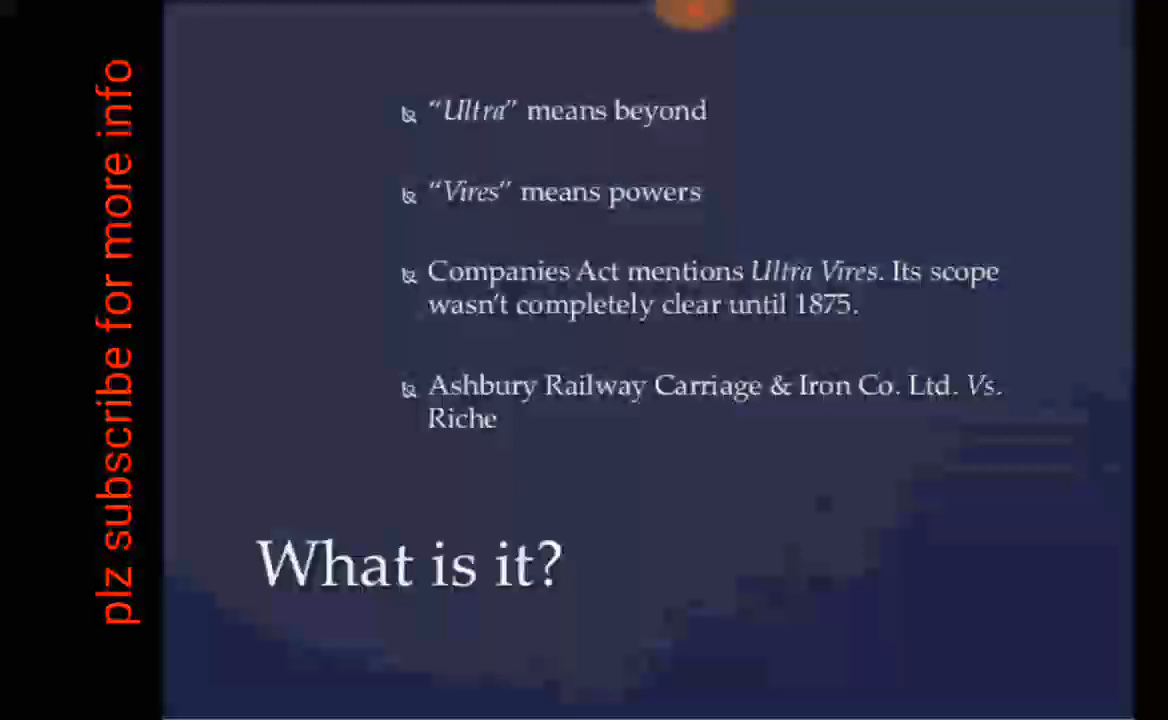 plz subscribe for more info
“Ultra” means beyond
“Vires” means powers
Companies Act mentions Ultra Vires. Its scope
wasn’t completely clear until 1875.
Ashbury Railway Carriage & Iron Co. Ltd. Vs.
Riche
What is it?